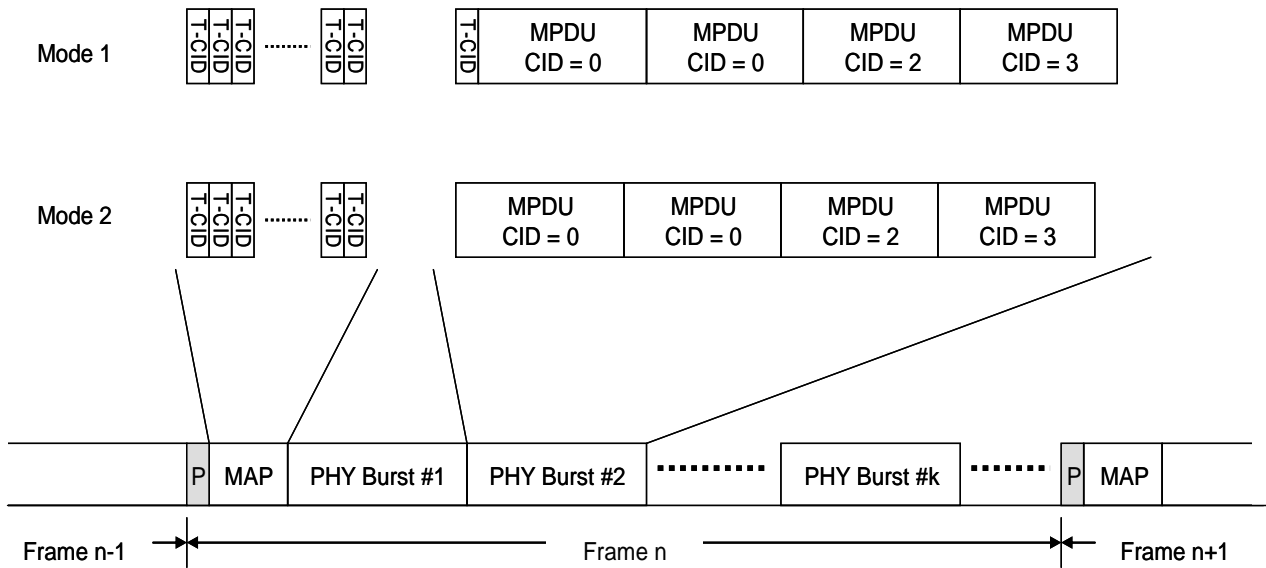 Mode 1
T-CID T-CID T-CID ········· T-CID T-CID
T-CID
MPDU
CID = 0
MPDU
CID = 0
MPDU
CID = 2
MPDU
CID = 3
Mode 2
T-CID T-CID T-CID ········· T-CID T-CID
MPDU
CID = 0
MPDU
CID = 0
MPDU
CID = 2
MPDU
CID = 3
P MAP PHY Burst #1 PHY Burst #2 PHY Burst #k P MAP
Frame n-1 Frame n Frame n+1